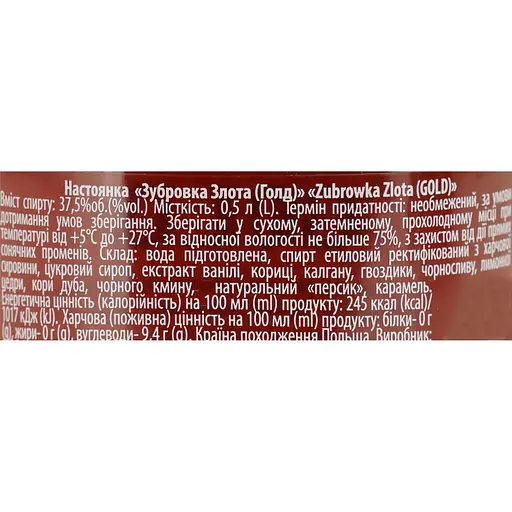 Настоянка «Зубровка Злота (Голд)» «Zubrowka Zlota (GOLD)»
Вміст спирту: 37,5%об.(%vol.) Місткість: 0,5 л (L). Термін придатності: необмежений, за умови
дотримання умов зберігання. Зберігати у сухому, затемненому, прохолодному місці при
температурі від +5°С до +27°С, за відносної вологості не більше 75%, з захистом від дії прямих
сонячних променів. Склад: вода підготовлена, спирт етиловий ректифікований з харчової
сировини, цукровий сироп, екстракт ванілі, кориці, калгану, гвоздики, чорносливу, лимонної
цедри, кори дуба, чорного кмину, натуральний «персик», карамель.
Енергетична цінність (калорійність) на 100 мл (ml) продукту: 245 ккал (kcal)/
1017 кДж (kJ). Харчова (поживна) цінність на 100 мл (ml) продукту: білки- 0 г
(g), жири- 0 г (g), вуглеводи- 9,4 г (g). Країна походження Польща. Виробник: